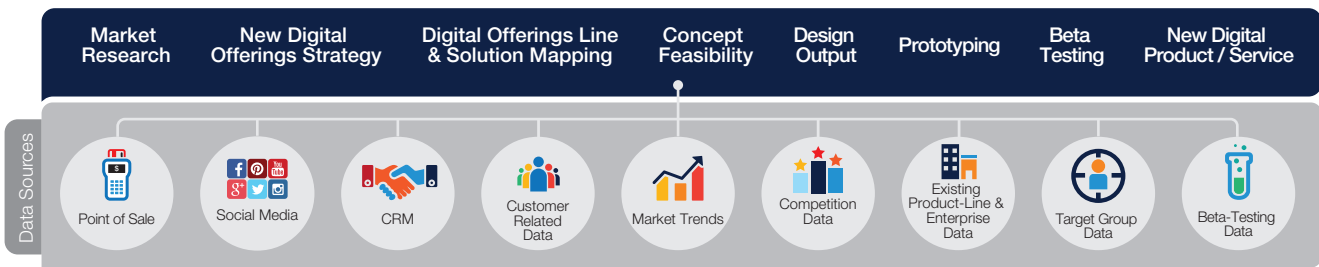 Market
Research
New Digital
Offerings Strategy
Digital Offerings Line
& Solution Mapping
Concept
Feasibility
Design
Output
Prototyping
Beta
Testing
New Digital
Product / Service
Data Sources
$
Point of Sale
f
You
Tube
g+
Social Media
CRM
Customer
Related
Data
Market Trends
Competition
Data
Existing
Product-Line &
Enterprise
Data
Target Group
Data
Beta-Testing
Data